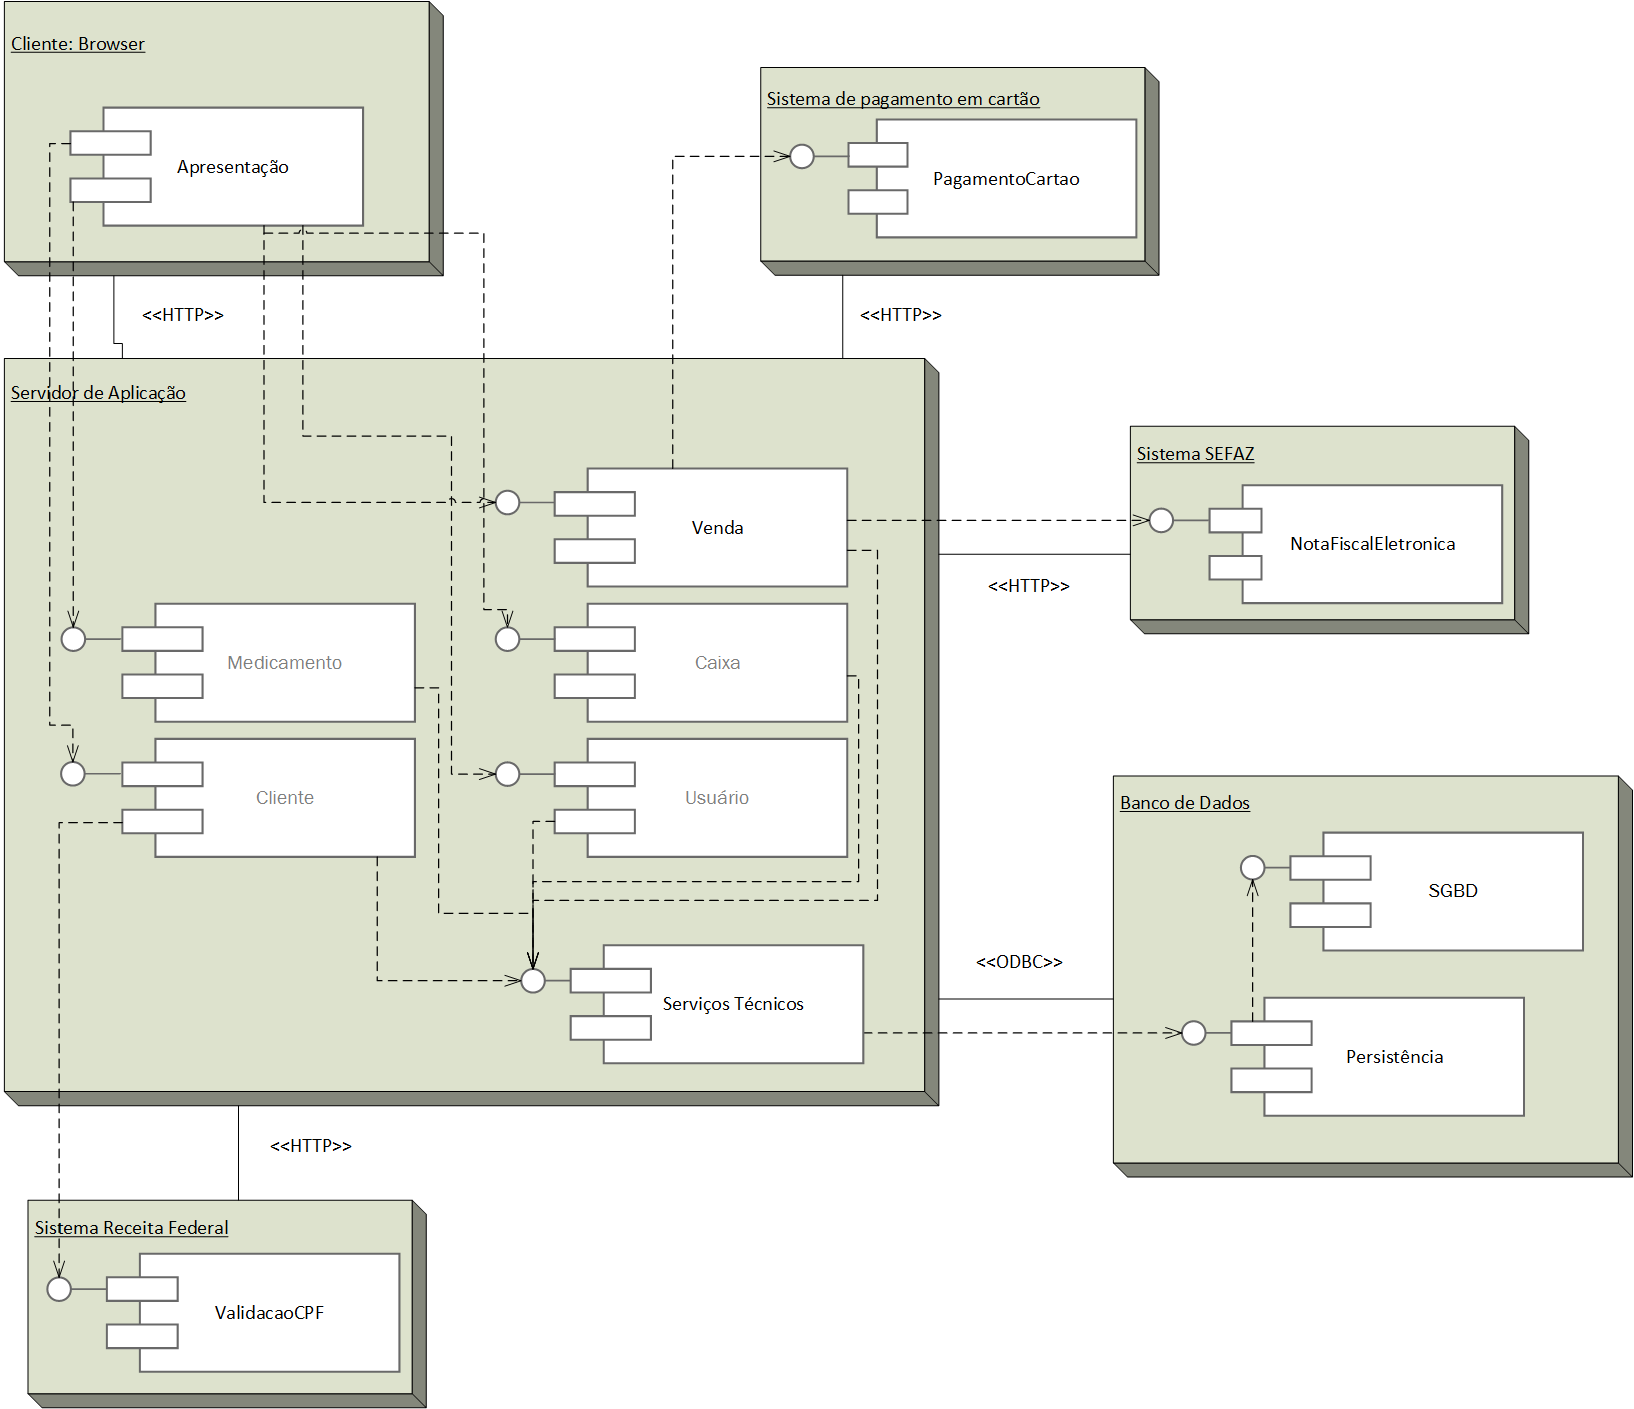 Cliente: Browser
Apresentação
Sistema de pagamento em cartão
PagamentoCartao
<<HTTP>>
<<HTTP>>
Servidor de Aplicação
Venda
Sistema SEFAZ
NotaFiscalEletronica
<<HTTP>>
Medicamento
Caixa
Cliente
Usuário
Banco de Dados
SGBD
<<ODBC>>
Serviços Técnicos
Persistência
<<HTTP>>
Sistema Receita Federal
ValidacaoCPF